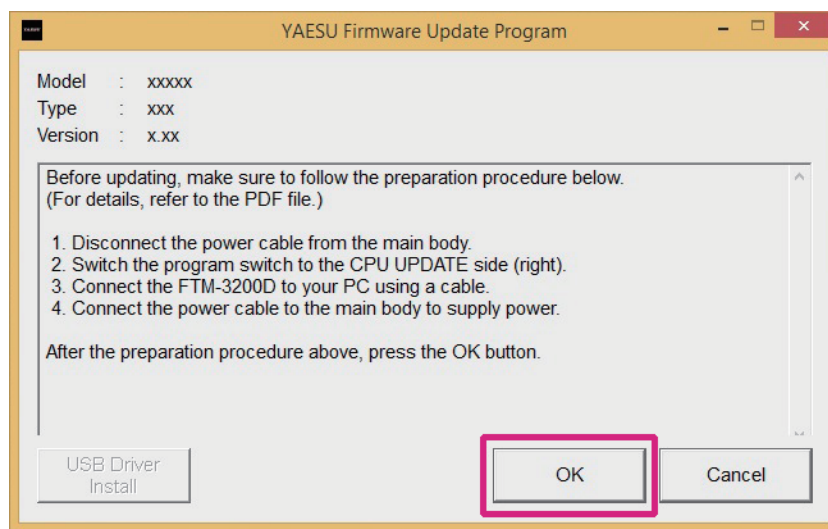 YAESU Firmware Update Program
Model : xxxxx
Type : xxx
Version : x.xx
Before updating, make sure to follow the preparation procedure below.
(For details, refer to the PDF file.)
1. Disconnect the power cable from the main body.
2. Switch the program switch to the CPU UPDATE side (right).
3. Connect the FTM-3200D to your PC using a cable.
4. Connect the power cable to the main body to supply power.
After the preparation procedure above, press the OK button.
USB Driver
Install
OK
Cancel